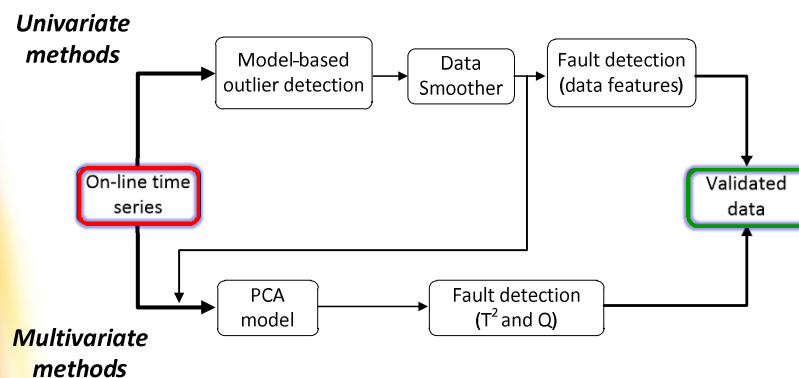 Univariate
methods
Model-based
outlier detection
Data
Smoother
Fault detection
(data features)
On-line time
series
Validated
data
PCA
model
Fault detection
(T² and Q)
Multivariate
methods